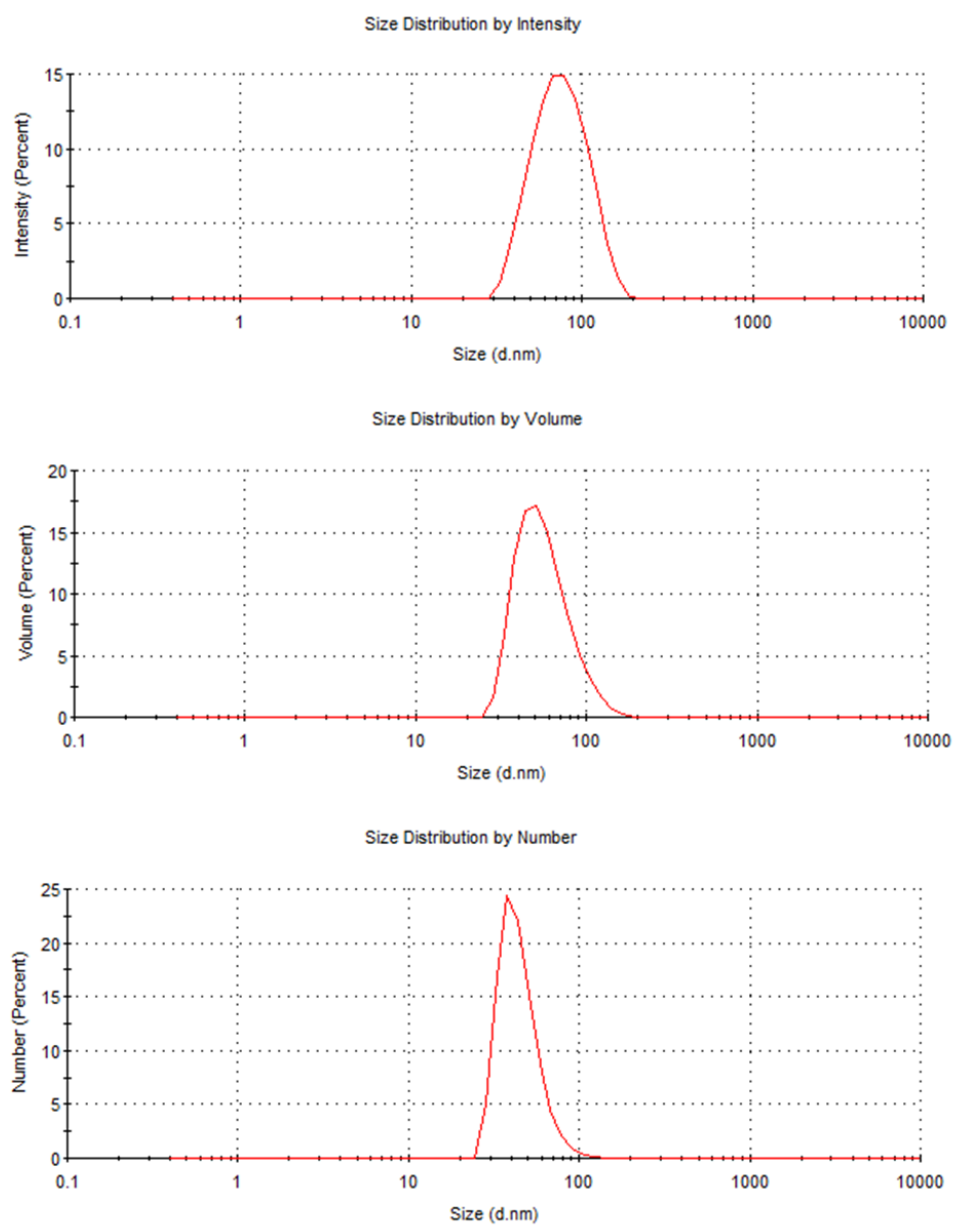 Size Distribution by Intensity
15
10
5
0
Intensity (Percent)
0.1 1 10 100 1000 10000
Size (d.nm)
Size Distribution by Volume
20
15
10
5
0
Volume (Percent)
0.1 1 10 100 1000 10000
Size (d.nm)
Size Distribution by Number
25
20
15
10
5
0
Number (Percent)
0.1 1 10 100 1000 10000
Size (d.nm)